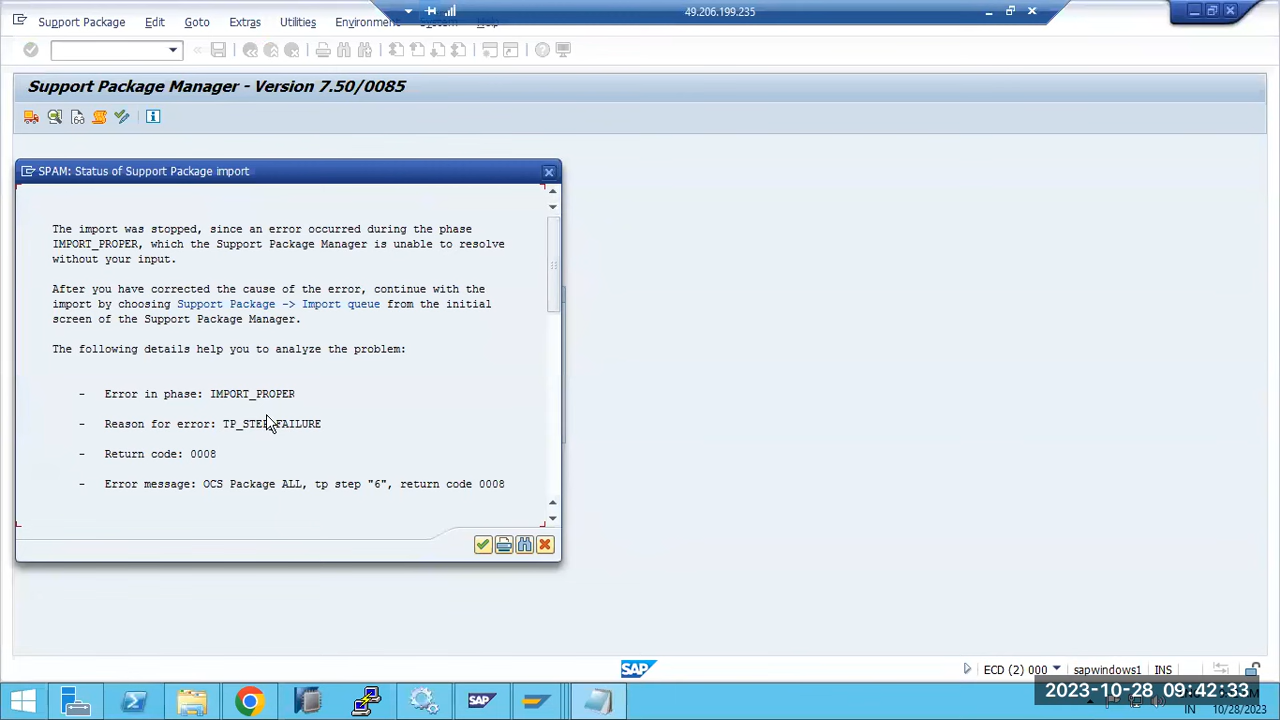 Support Package Edit Goto Extras Utilities Environment System Help
49.206.199.235
Support Package Manager - Version 7.50/0085
SPAM: Status of Support Package import
The import was stopped, since an error occurred during the phase
IMPORT_PROPER, which the Support Package Manager is unable to resolve
without your input.
After you have corrected the cause of the error, continue with the
import by choosing Support Package -> Import queue from the initial
screen of the Support Package Manager.
The following details help you to analyze the problem:
- Error in phase: IMPORT_PROPER
- Reason for error: TP_STEP_FAILURE
- Return code: 0008
- Error message: OCS Package ALL, tp step "6", return code 0008
SAP
ECD (2) 000 sapwindows1 INS
SAP
2023-10-28 09:42:33
IN 10/28/2023